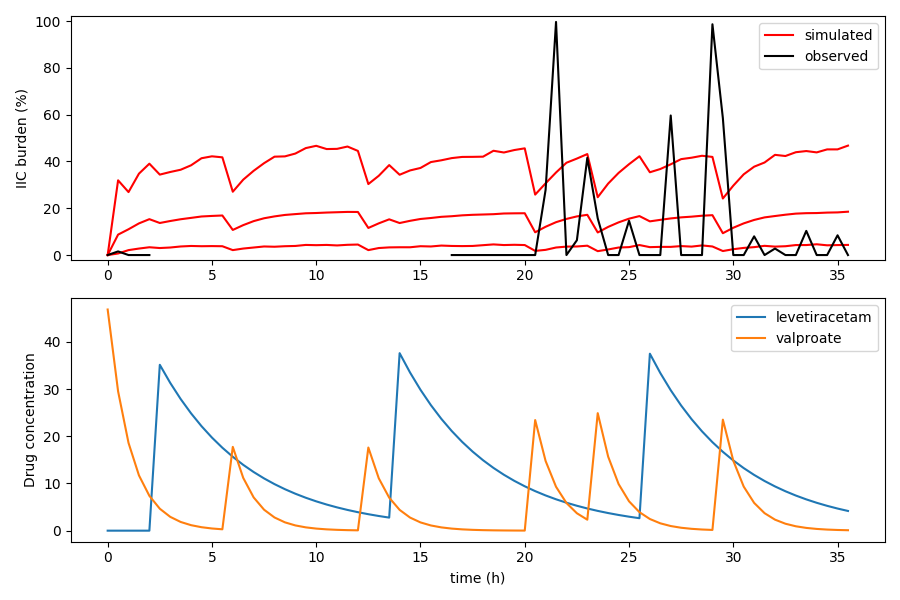 IIC burden (%)
100
80
60
40
20
0
simulated
observed
0 5 10 15 20 25 30 35
Drug concentration
40
30
20
10
0
levetiracetam
valproate
0 5 10 15 20 25 30 35
time (h)